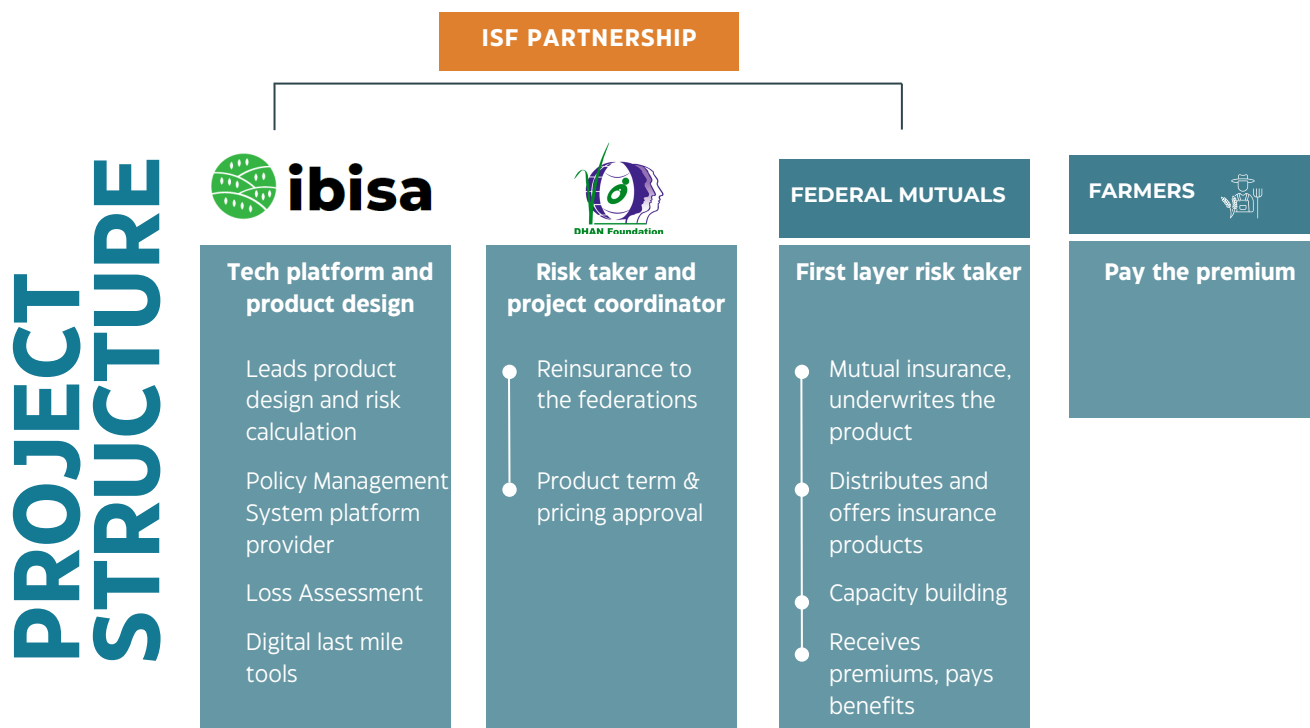 ISF PARTNERSHIP
PROJECT
STRUCTURE
ibisa
Tech platform and
product design
Leads product
design and risk
calculation
Policy Management
System platform
provider
Loss Assessment
Digital last mile
tools
DHAN Foundation
Risk taker and
project coordinator
Reinsurance to
the federations
Product term &
pricing approval
FEDERAL MUTUALS
First layer risk taker
Mutual insurance,
underwrites the
product
Distributes and
offers insurance
products
Capacity building
Receives
premiums, pays
benefits
FARMERS
Pay the premium